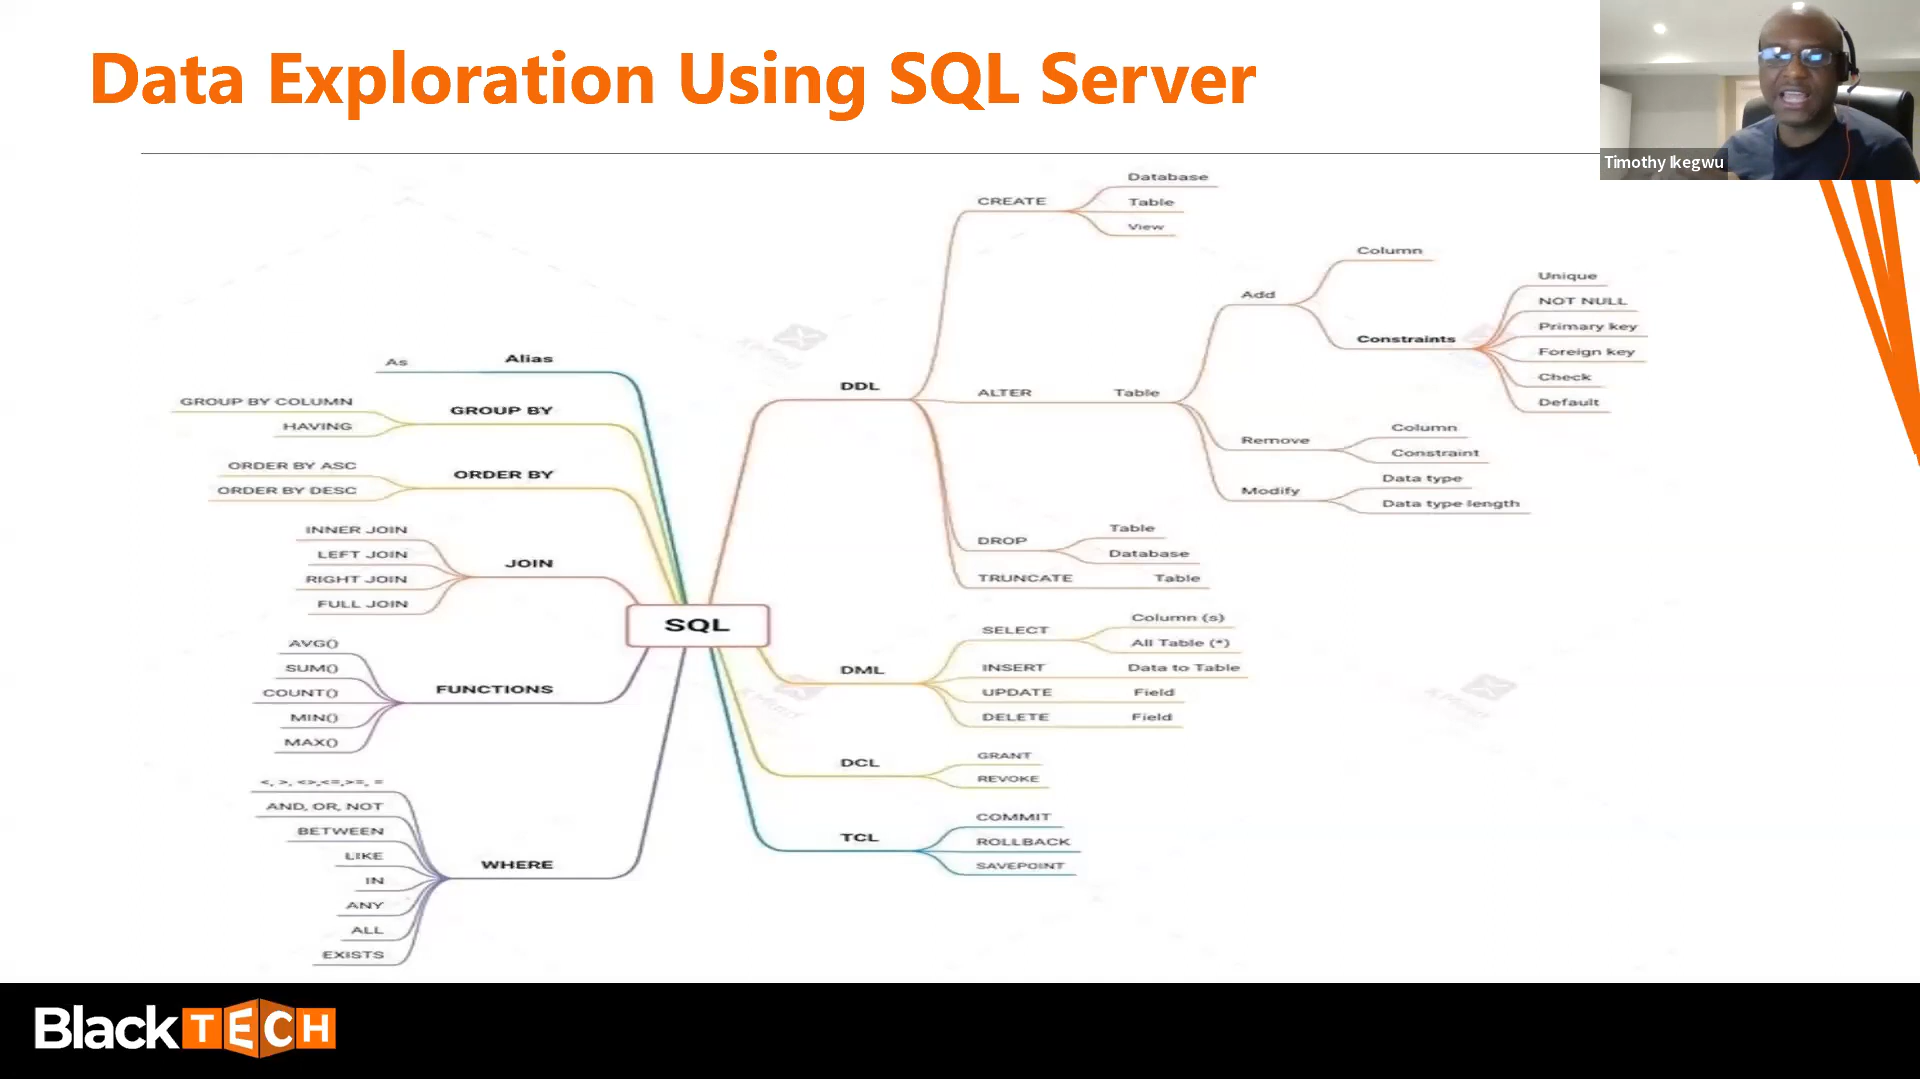 Data Exploration Using SQL Server
Timothy Ikegwu
SQL
Alias
As
GROUP BY
GROUP BY COLUMN
HAVING
ORDER BY
ORDER BY ASC
ORDER BY DESC
JOIN
INNER JOIN
LEFT JOIN
RIGHT JOIN
FULL JOIN
FUNCTIONS
AVG()
SUM()
COUNT()
MIN()
MAX()
WHERE
<, >, <>,<=,>=, =
AND, OR, NOT
BETWEEN
LIKE
IN
ANY
ALL
EXISTS
DDL
CREATE
Database
Table
View
ALTER
Table
Add
Column
Constraints
Unique
NOT NULL
Primary key
Foreign key
Check
Default
Remove
Column
Constraint
Modify
Data type
Data type length
DROP
Table
Database
TRUNCATE
Table
DML
SELECT
Column (s)
All Table (*)
INSERT
Data to Table
UPDATE
Field
DELETE
Field
DCL
GRANT
REVOKE
TCL
COMMIT
ROLLBACK
SAVEPOINT
BlackTECH